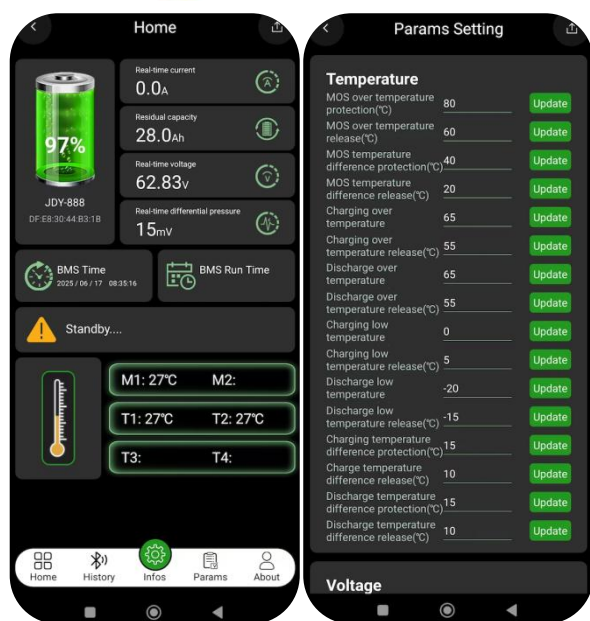 Home
97%
JDY-888
DF:E8:30:44:B3:1B
Real-time current
0.0A
Residual capacity
28.0Ah
Real-time voltage
62.83V
Real-time differential pressure
15mV
BMS Time
2025 / 06 / 17 08:35:16
BMS Run Time
Standby....
M1: 27℃ M2:
T1: 27℃ T2: 27℃
T3: T4:
Home History Infos Params About
Params Setting
Temperature
MOS over temperature
protection(℃) 80 Update
MOS over temperature
release(℃) 60 Update
MOS temperature
difference protection(℃) 40 Update
MOS temperature
difference release(℃) 20 Update
Charging over
temperature 65 Update
Charging over
temperature release(℃) 55 Update
Discharge over
temperature 65 Update
Discharge over
temperature release(℃) 55 Update
Charging low
temperature 0 Update
Charging low
temperature release(℃) 5 Update
Discharge low
temperature -20 Update
Discharge low
temperature release(℃) -15 Update
Charging temperature
difference protection(℃) 15 Update
Charge temperature
difference release(℃) 10 Update
Discharge temperature
difference protection(℃) 15 Update
Discharge temperature
difference release(℃) 10 Update
Voltage